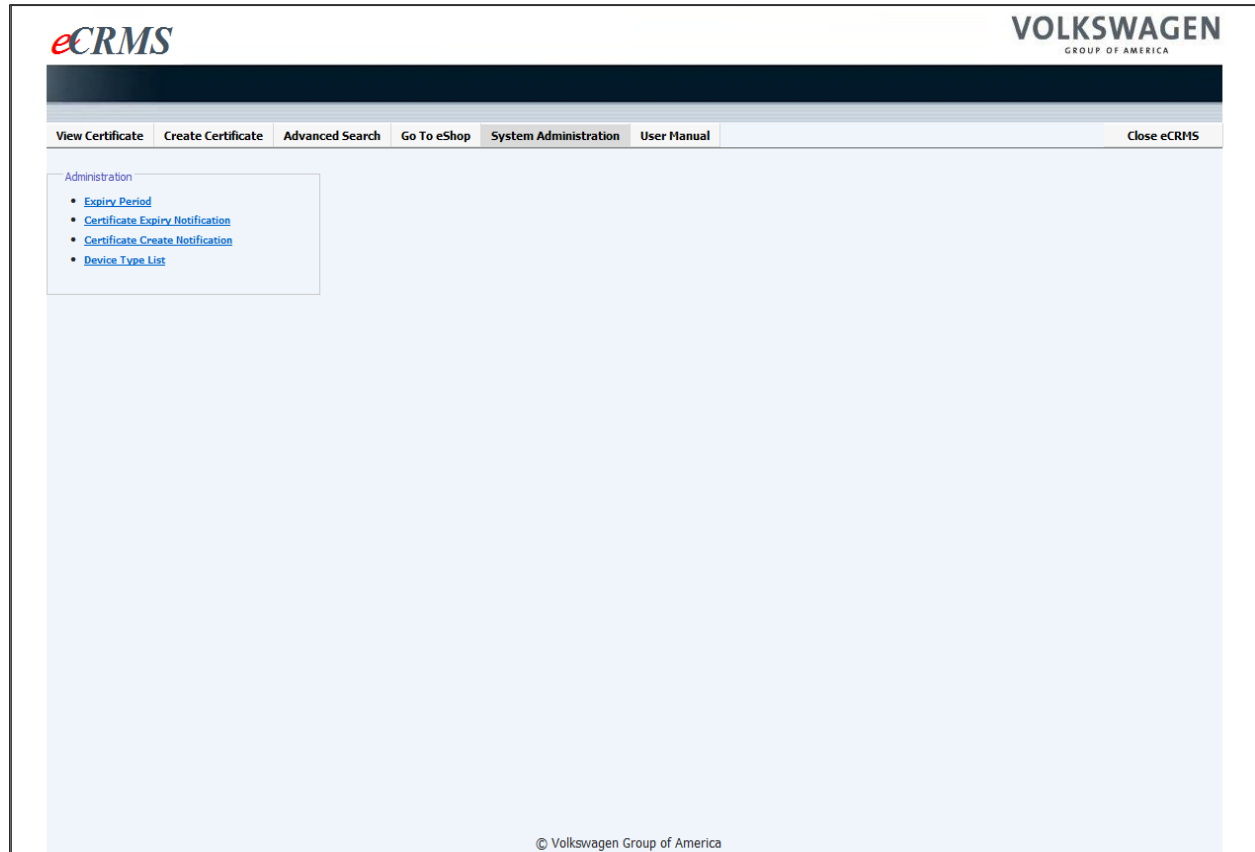 eCRMS
VOLKSWAGEN
GROUP OF AMERICA
View Certificate Create Certificate Advanced Search Go To eShop System Administration User Manual Close eCRMS
Administration
• Expiry Period
• Certificate Expiry Notification
• Certificate Create Notification
• Device Type List
© Volkswagen Group of America